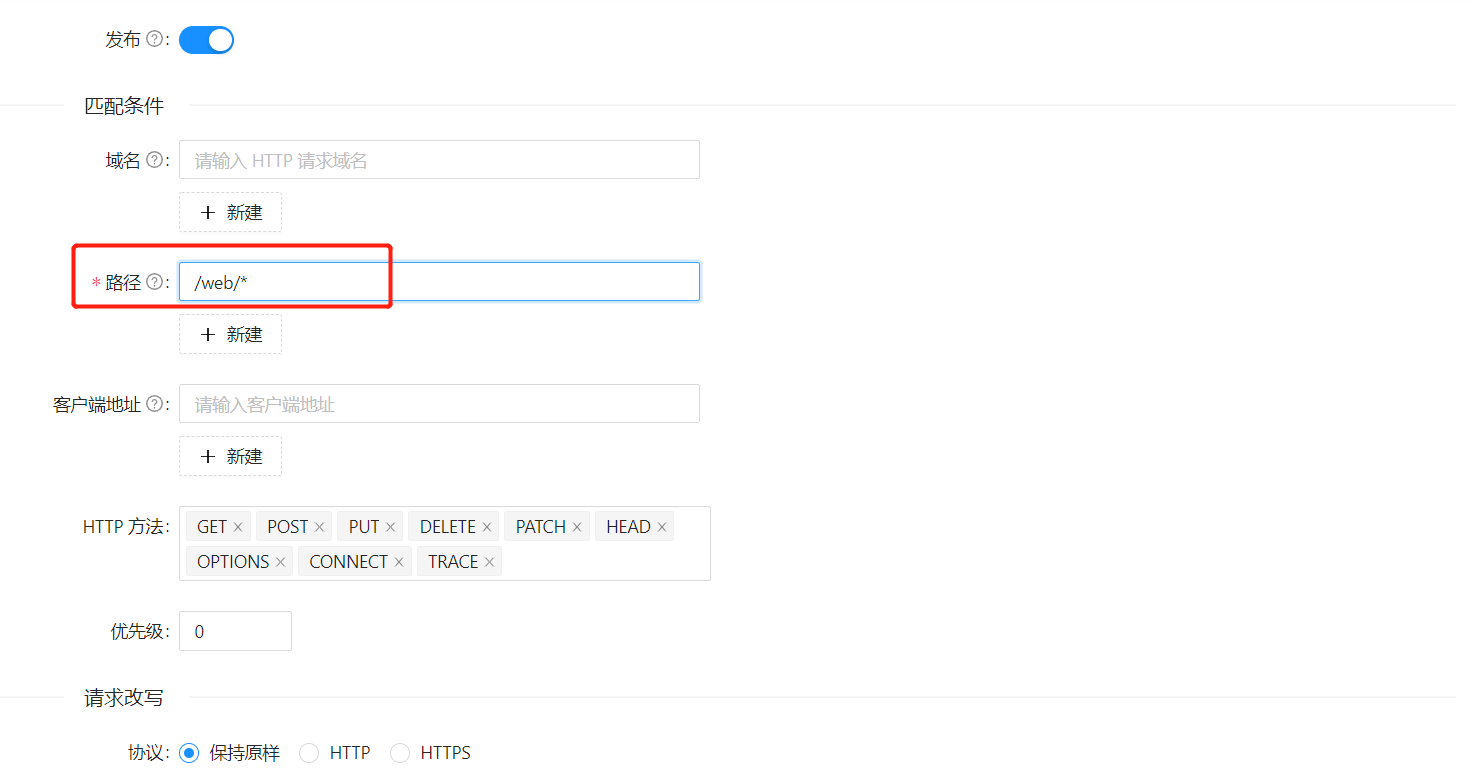 发布 ? :
匹配条件
域名 ? : 请输入 HTTP 请求域名
+ 新建
* 路径 ? : /web/*
+ 新建
客户端地址 ? : 请输入客户端地址
+ 新建
HTTP 方法: GET × POST × PUT × DELETE × PATCH × HEAD ×
OPTIONS × CONNECT × TRACE ×
优先级: 0
请求改写
协议: 保持原样 HTTP HTTPS